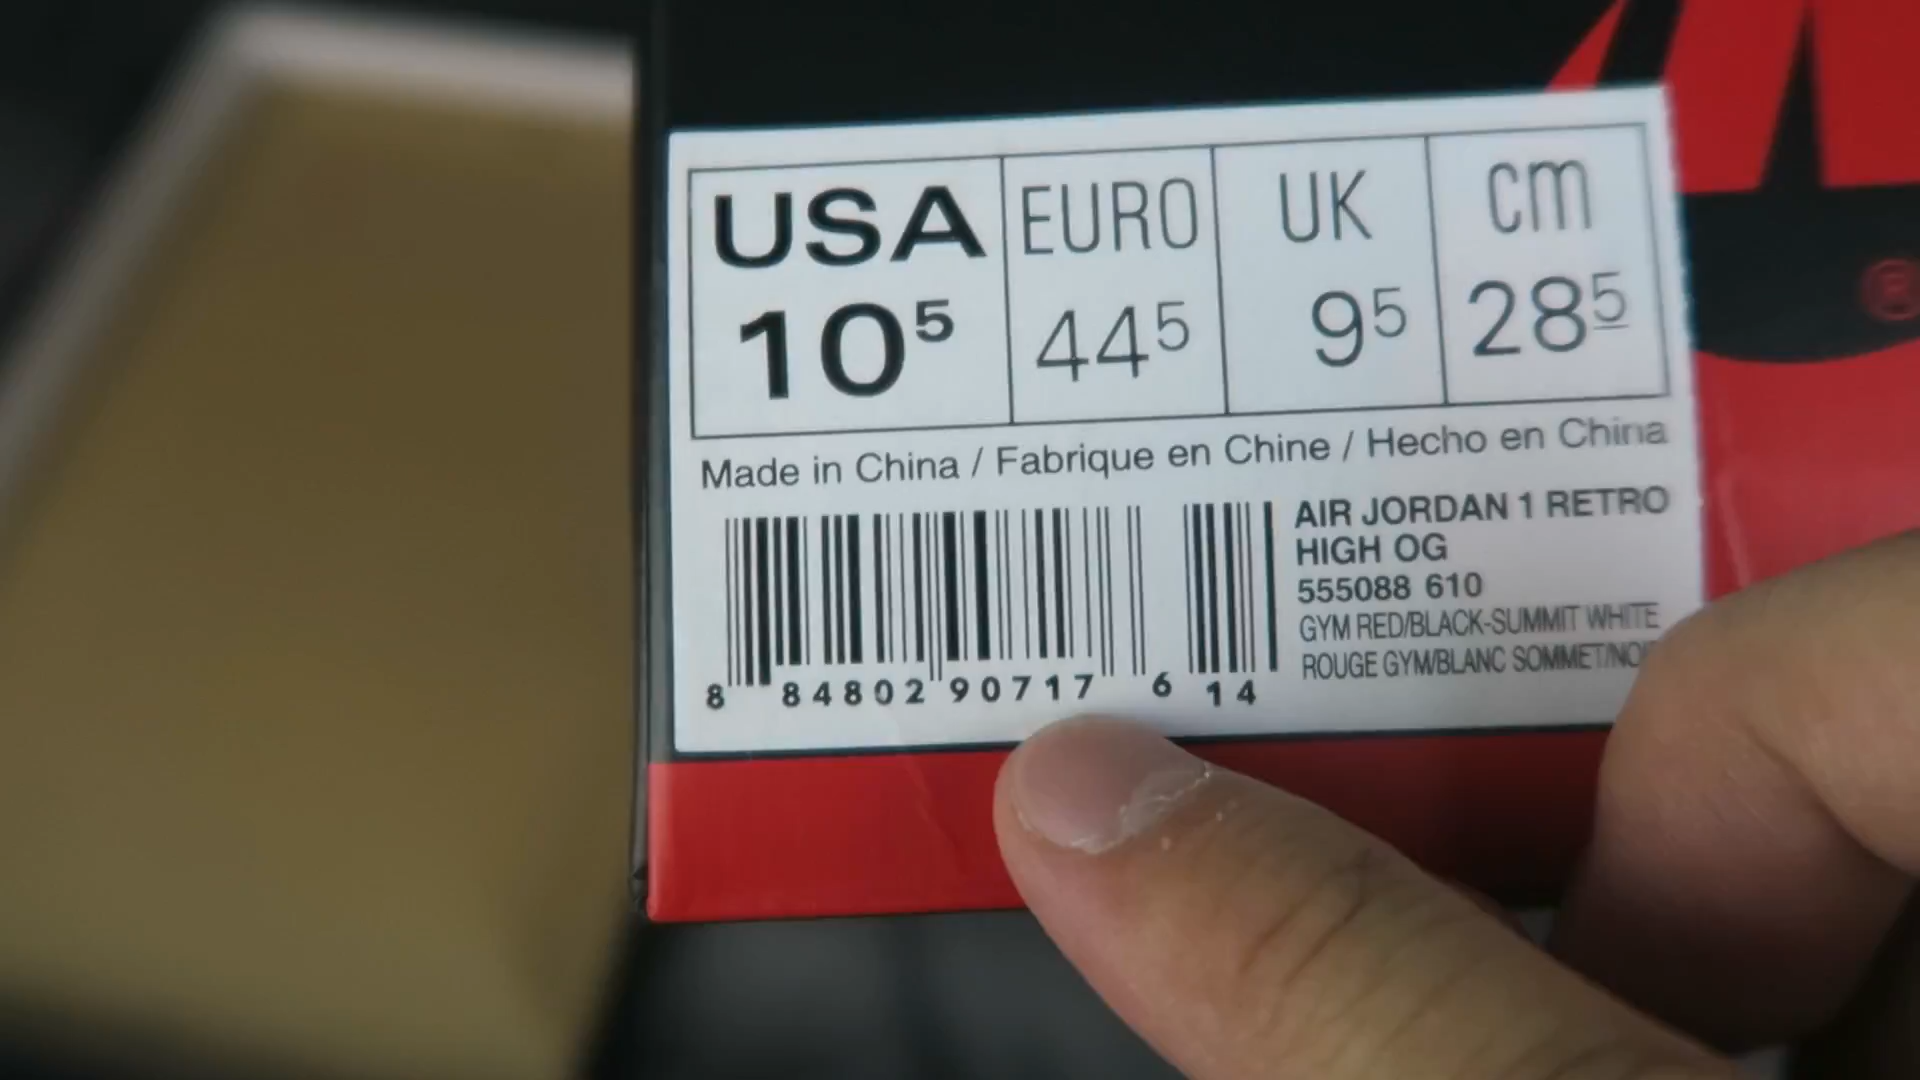 USA EURO UK cm
10⁵ 44⁵ 9⁵ 28⁵
Made in China / Fabrique en Chine / Hecho en China
AIR JORDAN 1 RETRO
HIGH OG
555088 610
GYM RED/BLACK-SUMMIT WHITE
ROUGE GYM/BLANC SOMMET/NOI
8 84802 90717 6 14
®